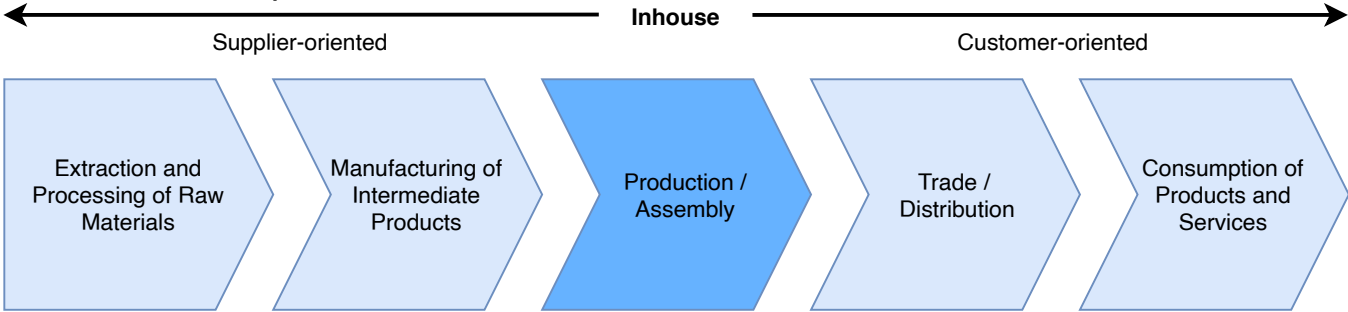 Inhouse
Supplier-oriented
Customer-oriented
Extraction and
Processing of Raw
Materials
Manufacturing of
Intermediate
Products
Production /
Assembly
Trade /
Distribution
Consumption of
Products and
Services